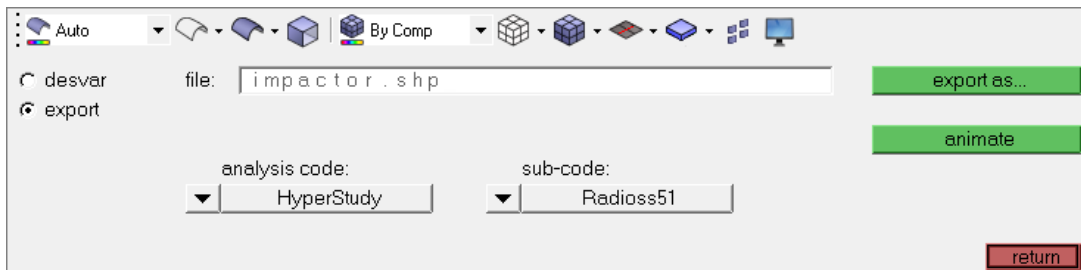 Auto By Comp
desvar file: impactor.shp export as...
export
animate
analysis code: sub-code:
HyperStudy Radioss51
return